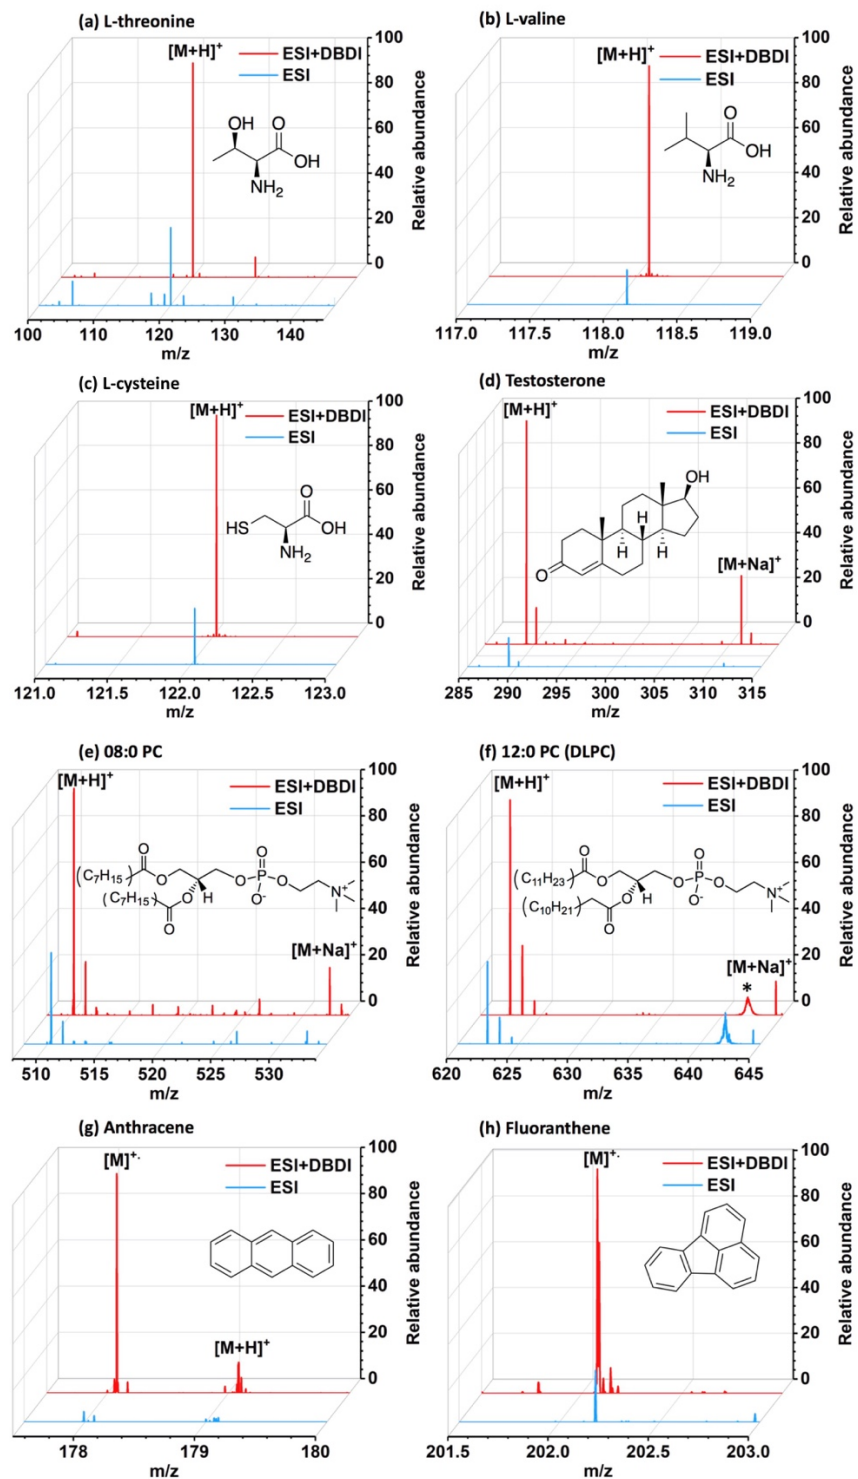 (a) L-threonine
[M+H]+
ESI+DBDI
ESI
OH
O
OH
NH2
100
80
60
40
20
0
Relative abundance
100 110 120 130 140
m/z
(b) L-valine
[M+H]+
ESI+DBDI
ESI
O
OH
NH2
100
80
60
40
20
0
Relative abundance
117.0 117.5 118.0 118.5 119.0
m/z
(c) L-cysteine
[M+H]+
ESI+DBDI
ESI
O
HS
OH
NH2
100
80
60
40
20
0
Relative abundance
121.0 121.5 122.0 122.5 123.0
m/z
(d) Testosterone
[M+H]+
ESI+DBDI
ESI
OH
H
H
H
O
[M+Na]+
100
80
60
40
20
0
Relative abundance
285 290 295 300 305 310 315
m/z
(e) 08:0 PC
[M+H]+
ESI+DBDI
ESI
O
(C7H15)
O
O
P
O
O
N+
(C7H15)
O
H
O-
O
[M+Na]+
100
80
60
40
20
0
Relative abundance
510 515 520 525 530
m/z
(f) 12:0 PC (DLPC)
[M+H]+
ESI+DBDI
ESI
O
(C11H23)
O
O
P
O
O
N+
(C10H21)
O
H
O-
O
[M+Na]+
*
100
80
60
40
20
0
Relative abundance
620 625 630 635 640 645
m/z
(g) Anthracene
[M]+·
ESI+DBDI
ESI
[M+H]+
100
80
60
40
20
0
Relative abundance
178 179 180
m/z
(h) Fluoranthene
[M]+·
ESI+DBDI
ESI
100
80
60
40
20
0
Relative abundance
201.5 202.0 202.5 203.0
m/z